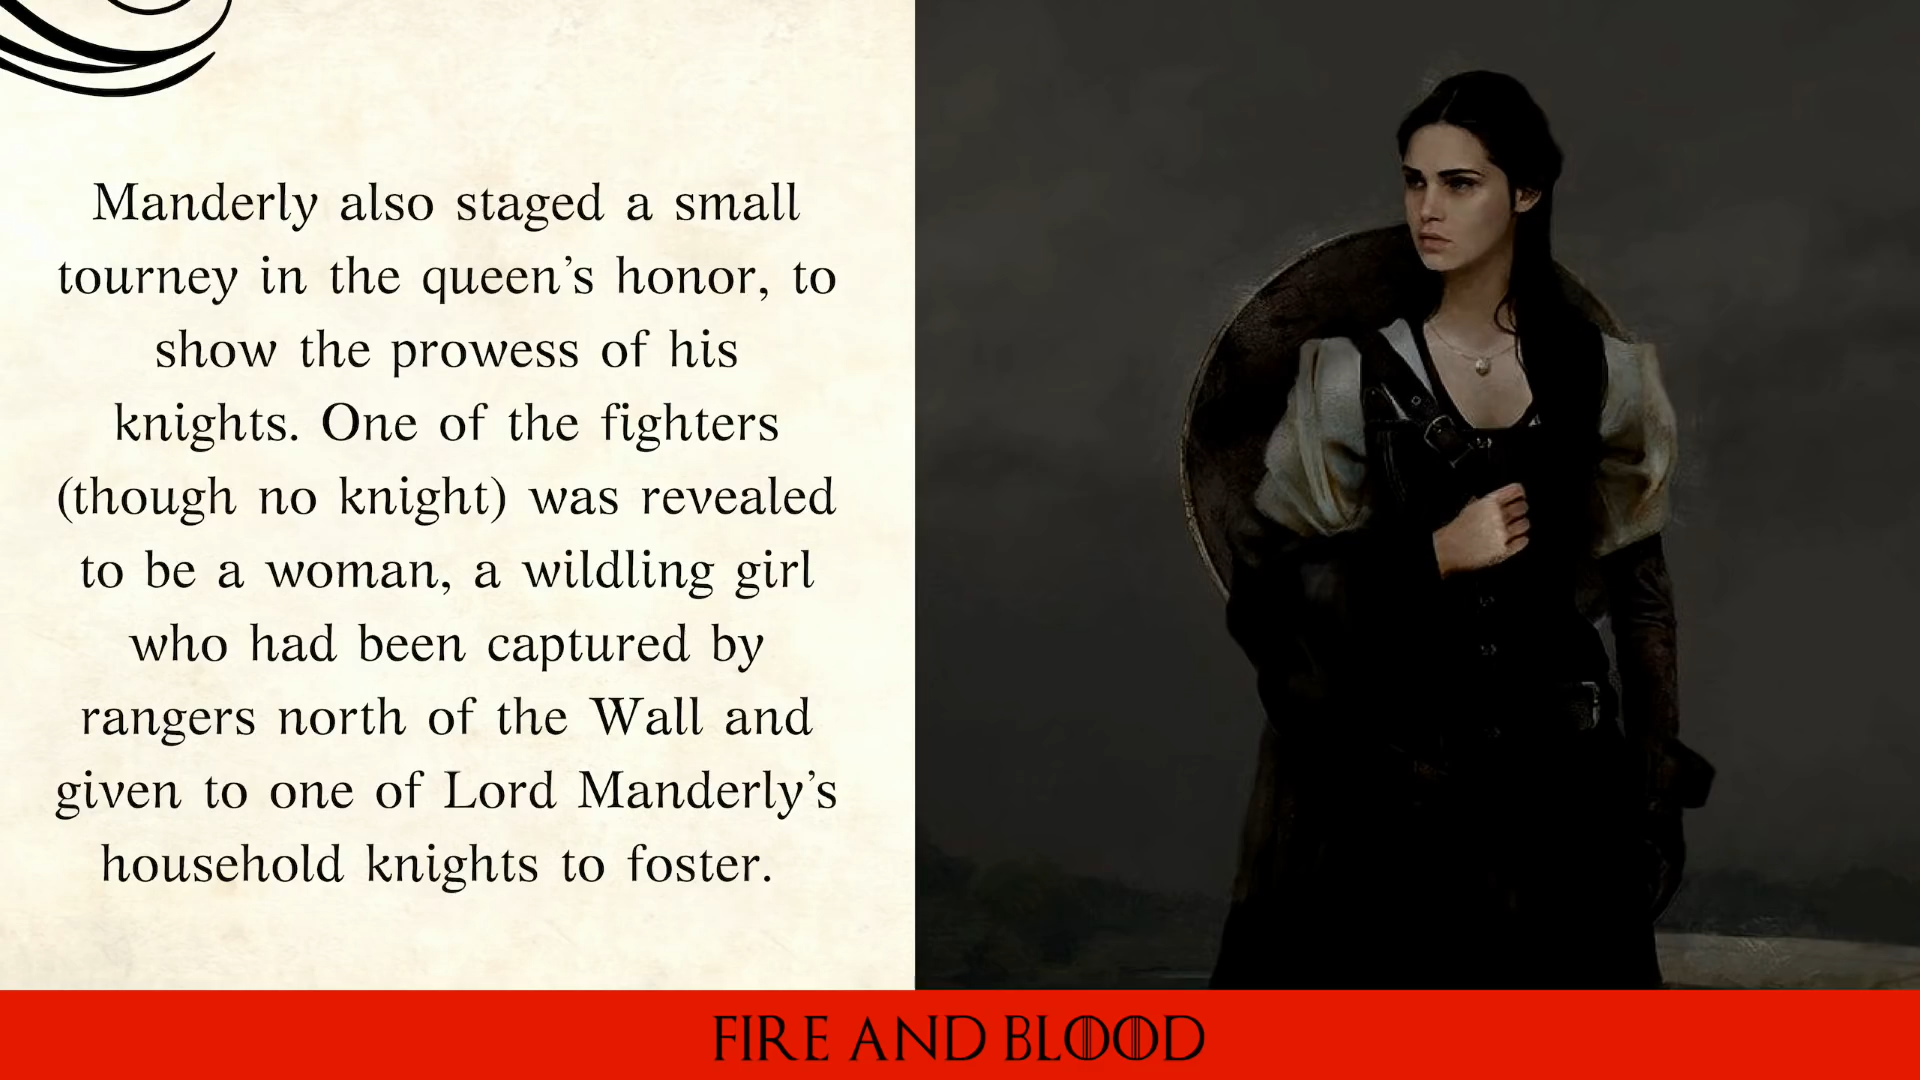 Manderly also staged a small
tourney in the queen’s honor, to
show the prowess of his
knights. One of the fighters
(though no knight) was revealed
to be a woman, a wildling girl
who had been captured by
rangers north of the Wall and
given to one of Lord Manderly’s
household knights to foster.
FIRE AND BLOOD